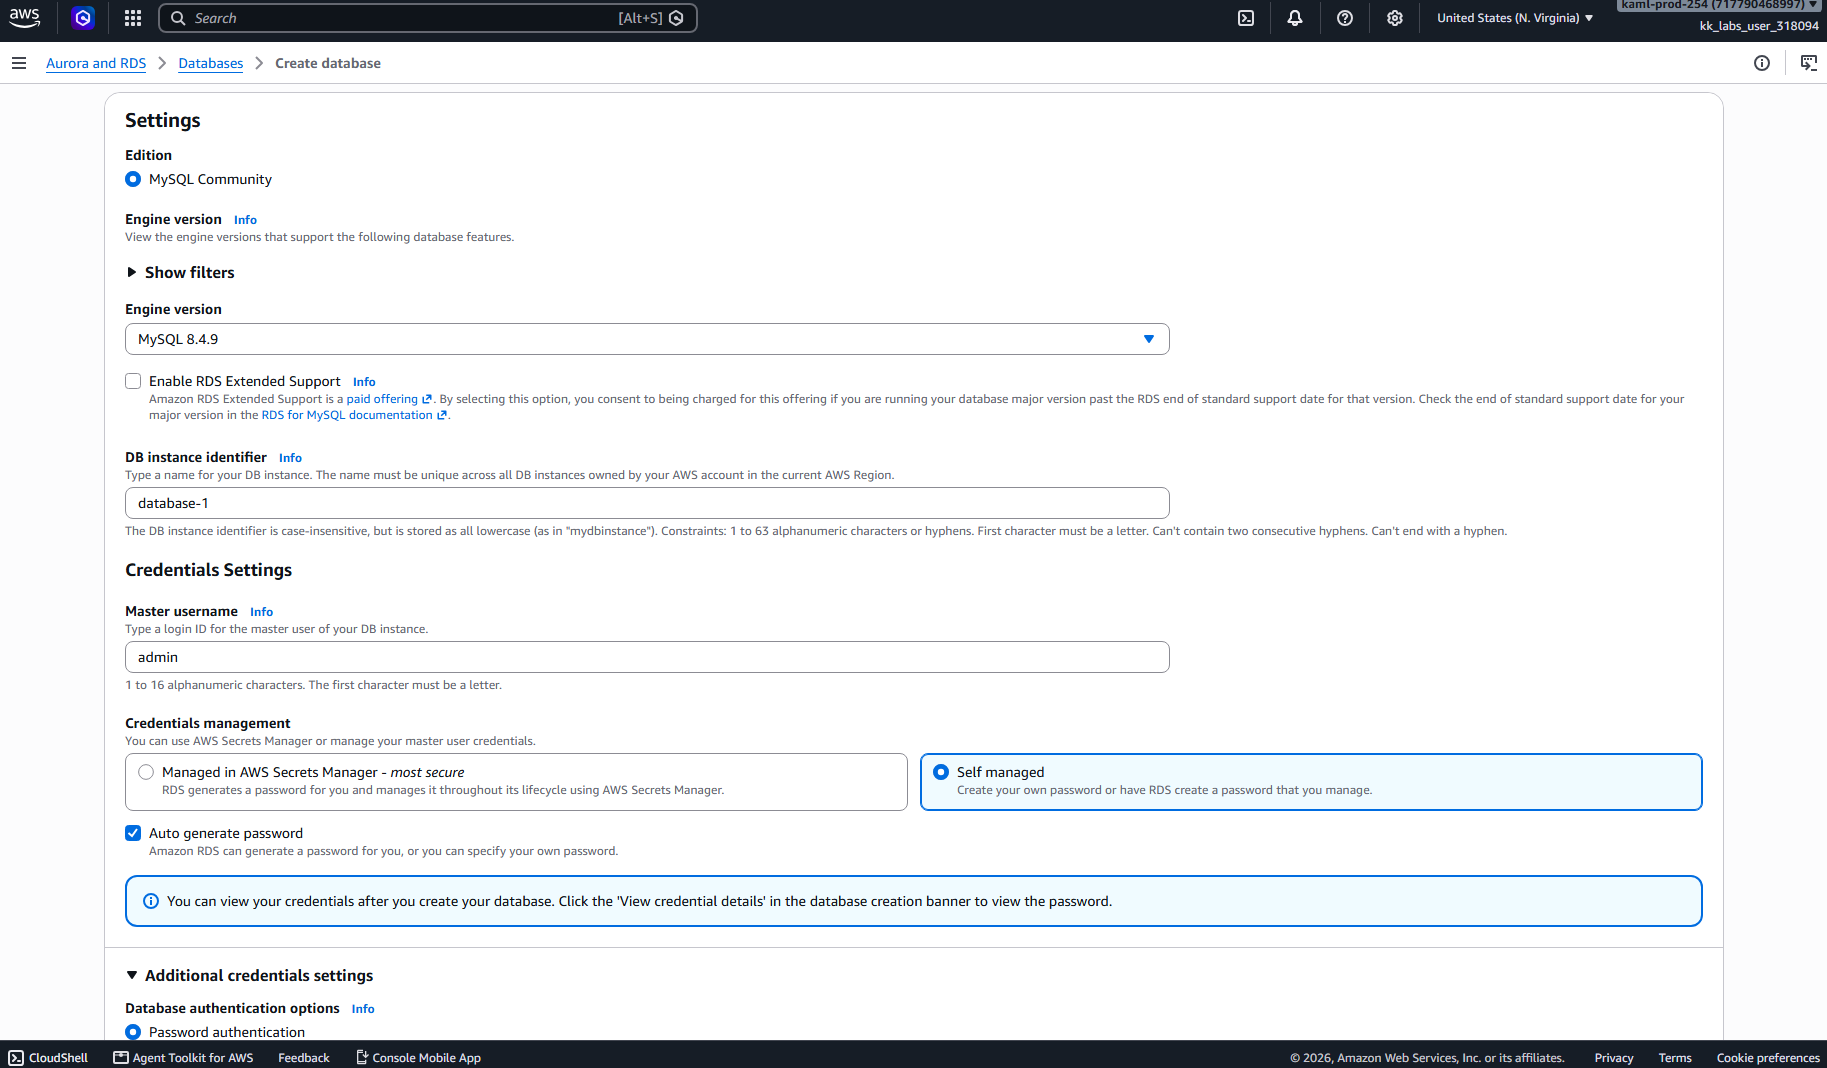 aws
Search
[Alt+S]
United States (N. Virginia)
kaml-prod-254 (717790468997)
kk_labs_user_318094
Aurora and RDS
Databases
Create database
Settings
Edition
MySQL Community
Engine version Info
View the engine versions that support the following database features.
Show filters
Engine version
MySQL 8.4.9
Enable RDS Extended Support Info
Amazon RDS Extended Support is a paid offering. By selecting this option, you consent to being charged for this offering if you are running your database major version past the RDS end of standard support date for that version. Check the end of standard support date for your
major version in the RDS for MySQL documentation.
DB instance identifier Info
Type a name for your DB instance. The name must be unique across all DB instances owned by your AWS account in the current AWS Region.
database-1
The DB instance identifier is case-insensitive, but is stored as all lowercase (as in "mydbinstance"). Constraints: 1 to 63 alphanumeric characters or hyphens. First character must be a letter. Can't contain two consecutive hyphens. Can't end with a hyphen.
Credentials Settings
Master username Info
Type a login ID for the master user of your DB instance.
admin
1 to 16 alphanumeric characters. The first character must be a letter.
Credentials management
You can use AWS Secrets Manager or manage your master user credentials.
Managed in AWS Secrets Manager - most secure
RDS generates a password for you and manages it throughout its lifecycle using AWS Secrets Manager.
Self managed
Create your own password or have RDS create a password that you manage.
Auto generate password
Amazon RDS can generate a password for you, or you can specify your own password.
You can view your credentials after you create your database. Click the 'View credential details' in the database creation banner to view the password.
Additional credentials settings
Database authentication options Info
Password authentication
CloudShell
Agent Toolkit for AWS
Feedback
Console Mobile App
© 2026, Amazon Web Services, Inc. or its affiliates.
Privacy
Terms
Cookie preferences